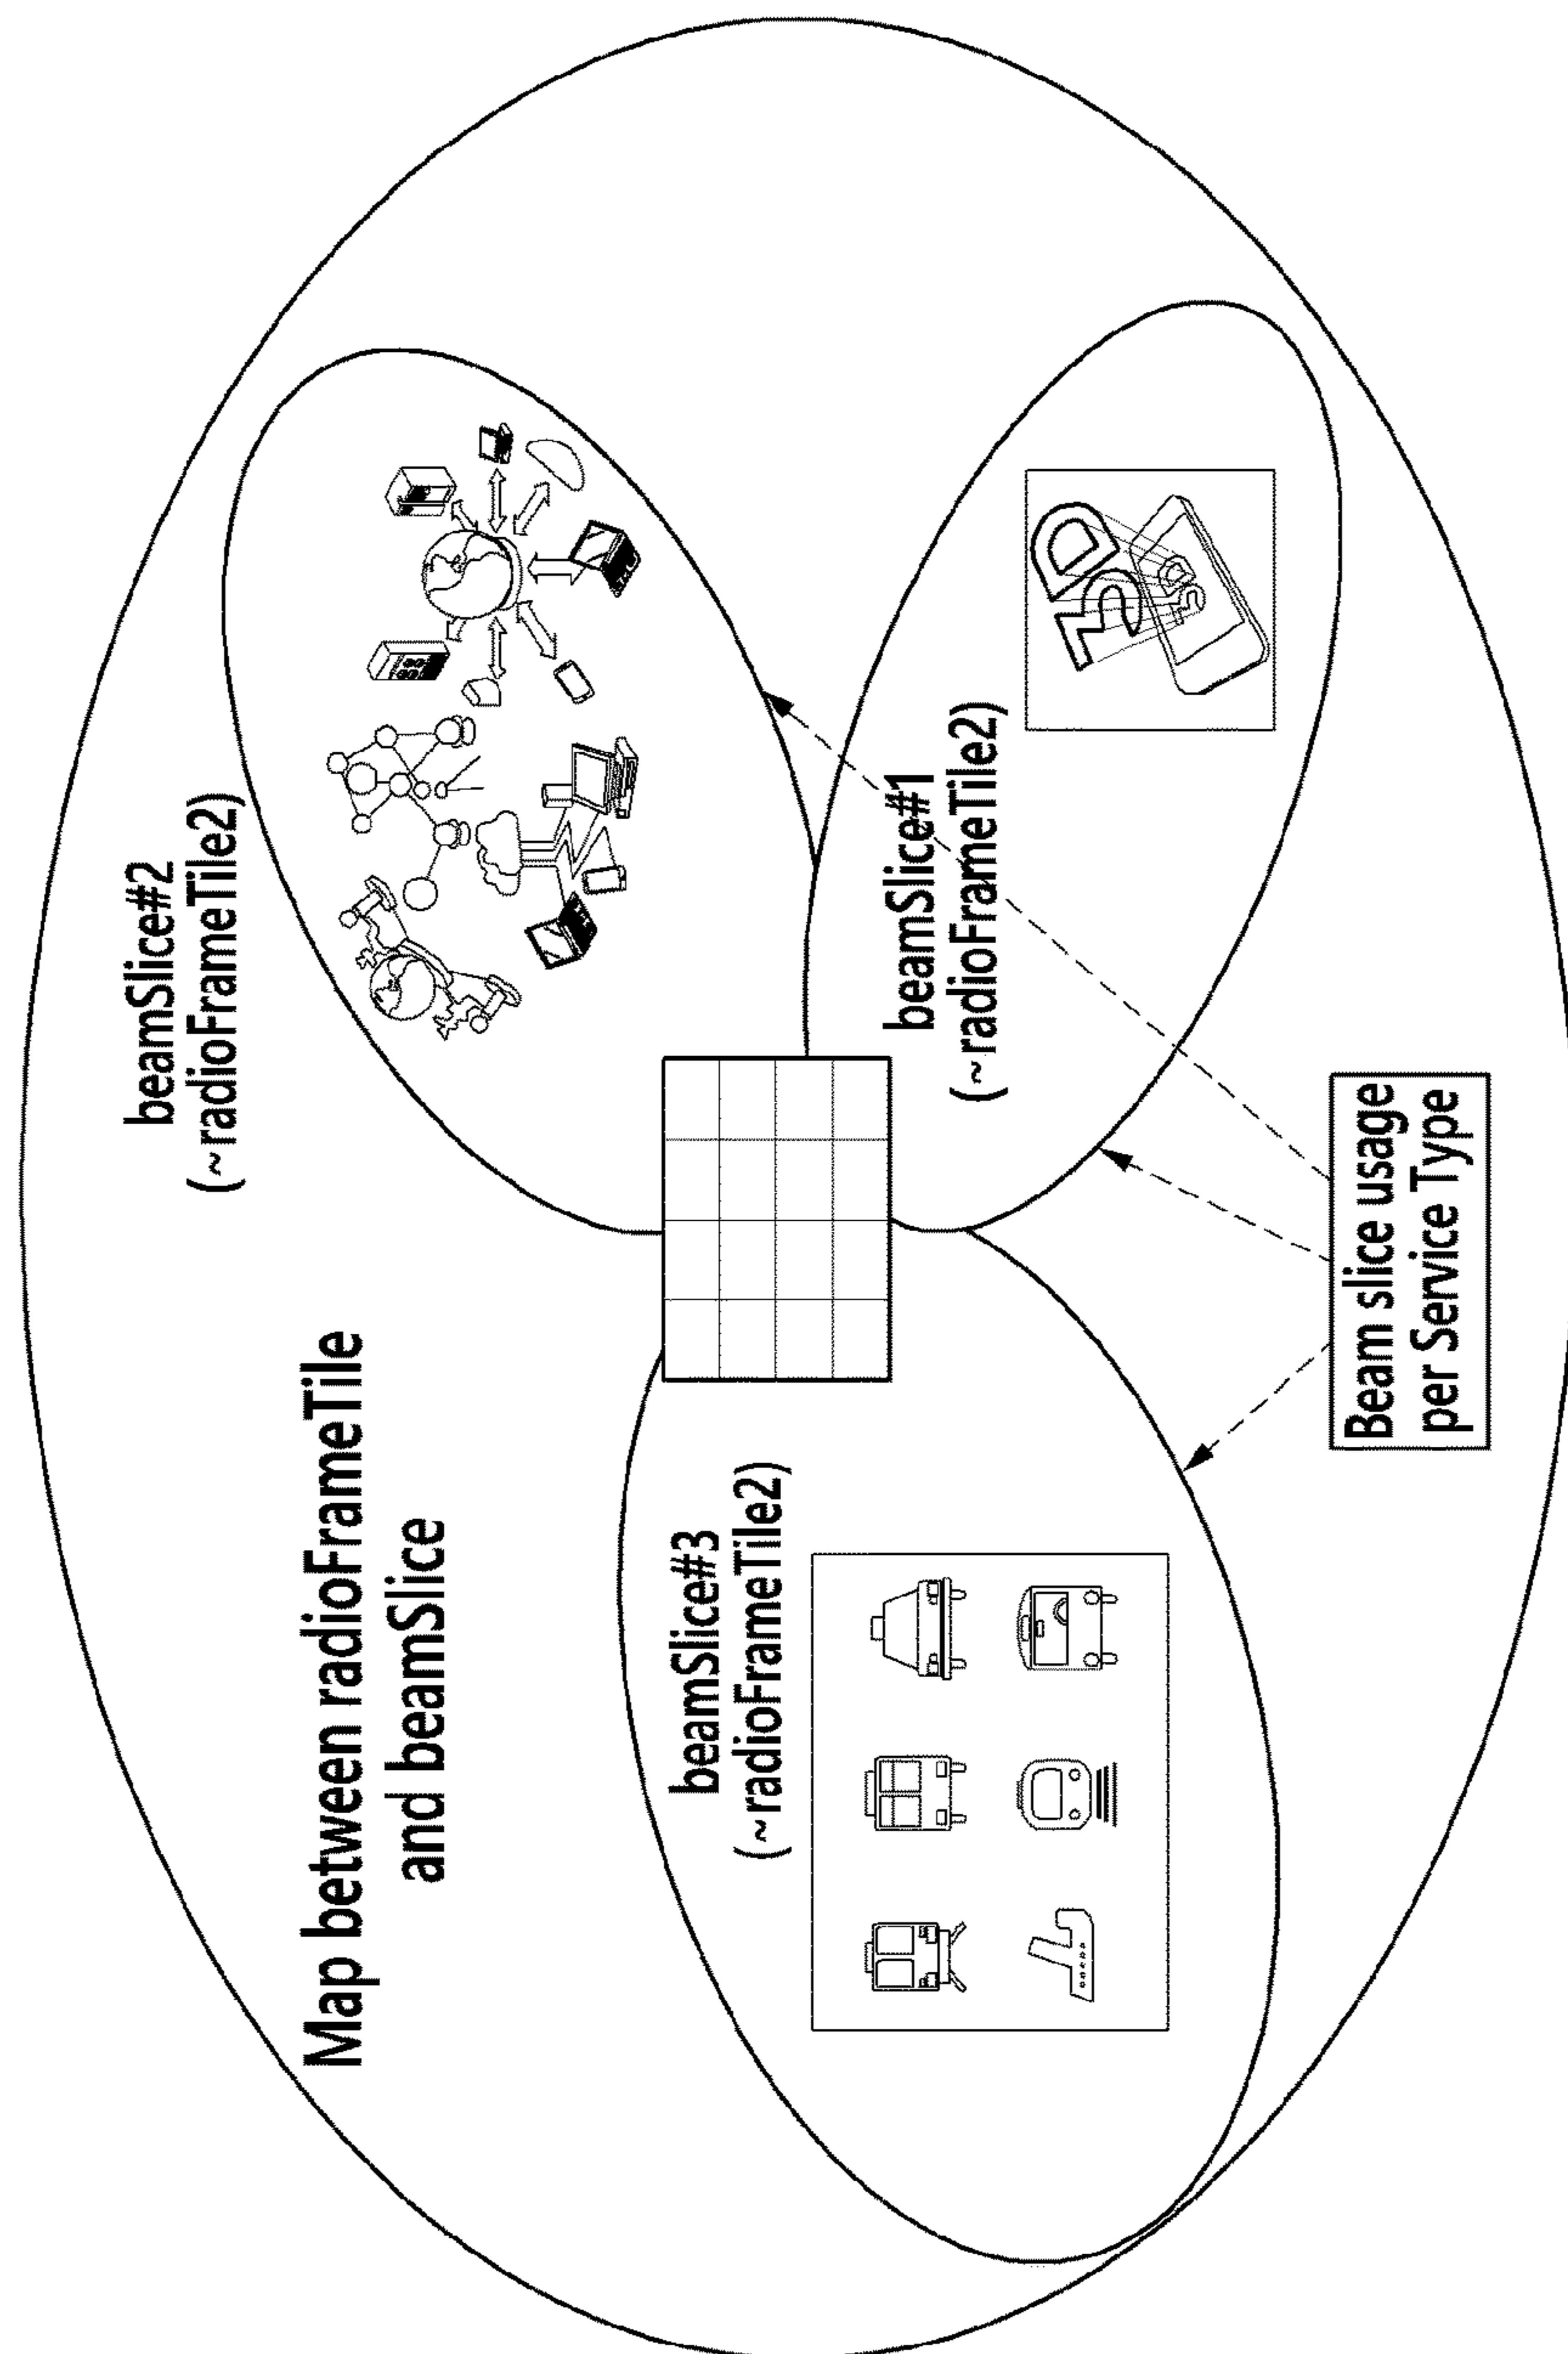 Map between radioFrameTile
and beamSlice
beamSlice#2
(~radioFrameTile2)
beamSlice#3
(~radioFrameTile2)
beamSlice#1
(~radioFrameTile2)
3D
3D
Beam slice usage
per Service Type